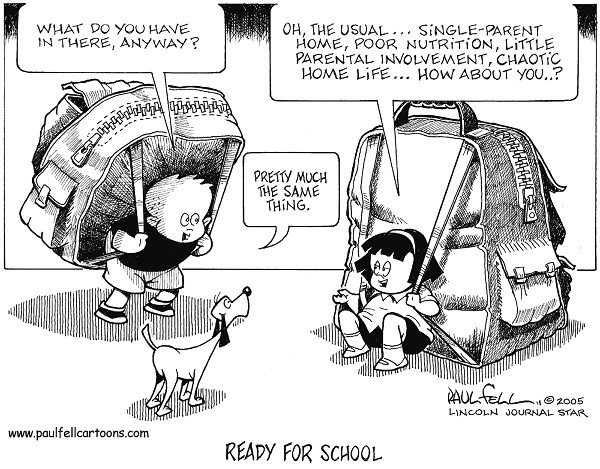 WHAT DO YOU HAVE
IN THERE, ANYWAY?
OH, THE USUAL... SINGLE-PARENT
HOME, POOR NUTRITION, LITTLE
PARENTAL INVOLVEMENT, CHAOTIC
HOME LIFE... HOW ABOUT YOU..?
PRETTY MUCH
THE SAME
THING.
PAUL FELL ©2005
LINCOLN JOURNAL STAR
www.paulfellcartoons.com
READY FOR SCHOOL